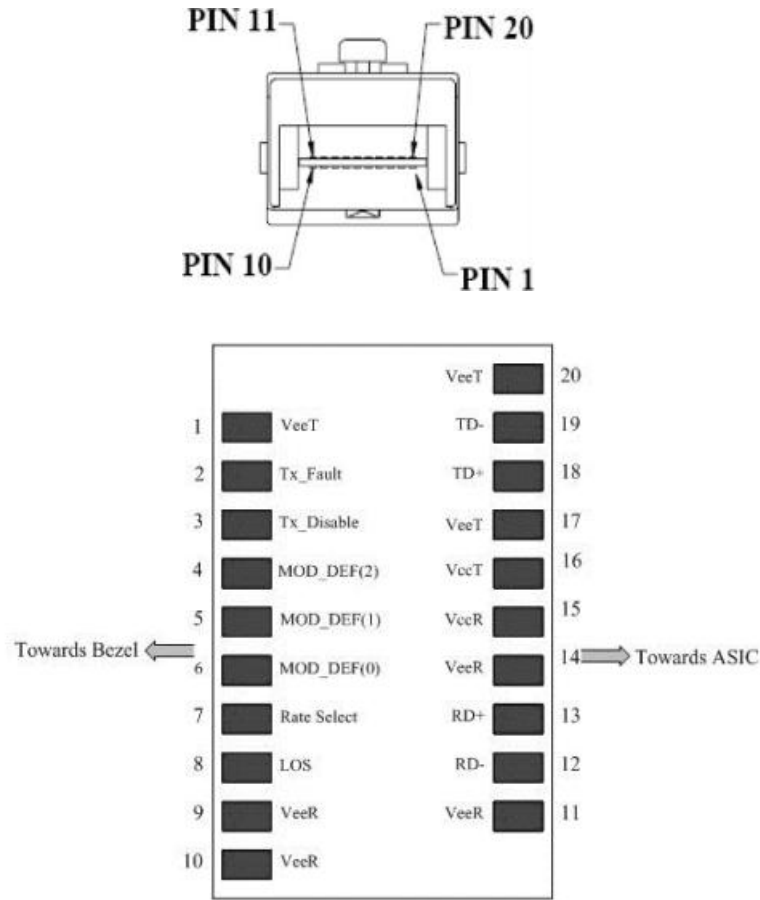 PIN 11
PIN 20
PIN 10
PIN 1
VeeT 20
1 VeeT
TD- 19
2 Tx_Fault
TD+ 18
3 Tx_Disable
VeeT 17
4 MOD_DEF(2)
VccT 16
5 MOD_DEF(1)
VccR 15
Towards Bezel
6 MOD_DEF(0)
VeeR 14
Towards ASIC
7 Rate Select
RD+ 13
8 LOS
RD- 12
9 VeeR
VeeR 11
10 VeeR